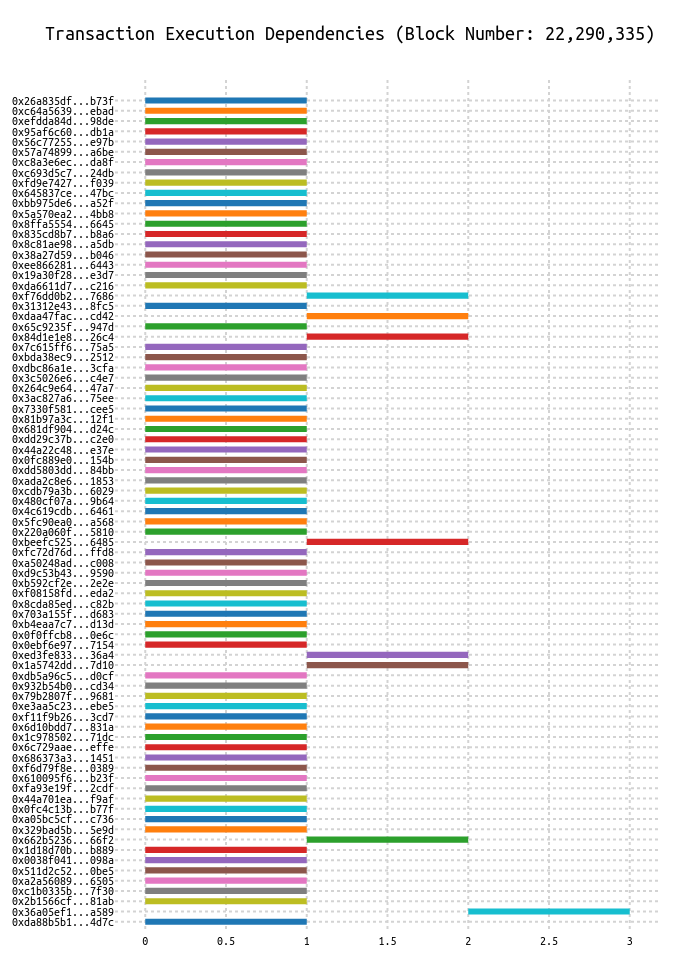 Transaction Execution Dependencies (Block Number: 22,290,335)
0x26a835df...b73f
0xc64a5639...ebad
0xefdda84d...98de
0x95af6c60...db1a
0x56c77255...e97b
0x57a74899...a6be
0xc8a3e6ec...da8f
0xc693d5c7...24db
0xfd9e7427...f039
0x645837ce...47bc
0xbb975de6...a52f
0x5a570ea2...4bb8
0x8ffa5554...6645
0x835cd8b7...b8a6
0x8c81ae98...a5db
0x38a27d59...b046
0xee866281...6443
0x19a30f28...e3d7
0xda6611d7...c216
0xf76dd0b2...7686
0x31312e43...8fc5
0xdaa47fac...cd42
0x65c9235f...947d
0x84d1e1e8...26c4
0x7c615ff6...75a5
0xbda38ec9...2512
0xdbc86a1e...3cfa
0x3c5026e6...c4e7
0x264c9e64...47a7
0x3ac827a6...75ee
0x7330f581...cee5
0x81b97a3c...12f1
0x681df904...d24c
0xdd29c37b...c2e0
0x44a22c48...e37e
0x0fc889e0...154b
0xdd5803dd...84bb
0xada2c8e6...1853
0xcdb79a3b...6029
0x480cf07a...9b64
0x4c619cdb...6461
0x5fc90ea0...a568
0x220a060f...5810
0xbeefc525...6485
0xfc72d76d...ffd8
0xa50248ad...c008
0xd9c53b43...9590
0xb592cf2e...2e2e
0xf08158fd...eda2
0x8cda85ed...c82b
0x703a155f...d683
0xb4eaa7c7...d13d
0x0f0ffcb8...0e6c
0x0ebf6e97...7154
0xed3fe833...36a4
0x1a5742dd...7d10
0xdb5a96c5...d0cf
0x932b54b0...cd34
0x79b2807f...9681
0xe3aa5c23...ebe5
0xf11f9b26...3cd7
0x6d10bdd7...831a
0x1c978502...71dc
0x6c729aae...effe
0x686373a3...1451
0xf6d79f8e...0389
0x610095f6...b23f
0xfa93e19f...2cdf
0x44a701ea...f9af
0x0fc4c13b...b77f
0xa05bc5cf...c736
0x329bad5b...5e9d
0x662b5236...66f2
0x1d18d70b...b889
0x0038f041...098a
0x511d2c52...0be5
0xa2a56089...6505
0xc1b0335b...7f30
0x2b1566cf...81ab
0x36a05ef1...a589
0xda88b5b1...4d7c
0 0.5 1 1.5 2 2.5 3